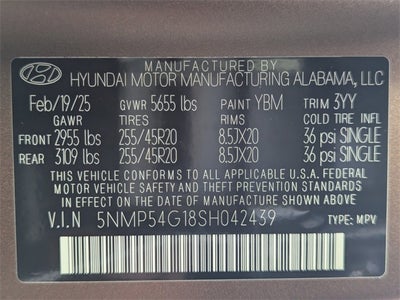 MANUFACTURED BY
HYUNDAI MOTOR MANUFACTURING ALABAMA, LLC
Feb/19/25 GVWR 5655 lbs PAINT YBM TRIM 3YY
GAWR TIRES RIMS COLD TIRE INFL
FRONT 2955 lbs 255/45R20 8.5JX20 36 psi SINGLE
REAR 3109 lbs 255/45R20 8.5JX20 36 psi SINGLE
THIS VEHICLE CONFORMS TO ALL APPLICABLE U.S.A. FEDERAL
MOTOR VEHICLE SAFETY AND THEFT PREVENTION STANDARDS
IN EFFECT ON THE DATE OF MANUFACTURE SHOWN ABOVE.
V.I.N 5NMP54G18SH042439 TYPE: MPV